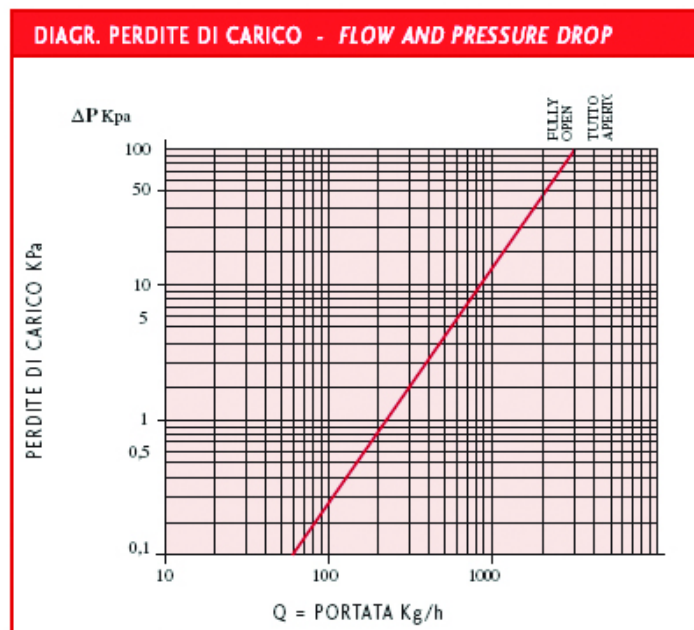 DIAGR. PERDITE DI CARICO - FLOW AND PRESSURE DROP
ΔP Kpa
FULLY
OPEN
TUTTO
APERTO
100
50
10
5
1
0,5
0,1
PERDITE DI CARICO KPa
10
100
1000
Q = PORTATA Kg/h